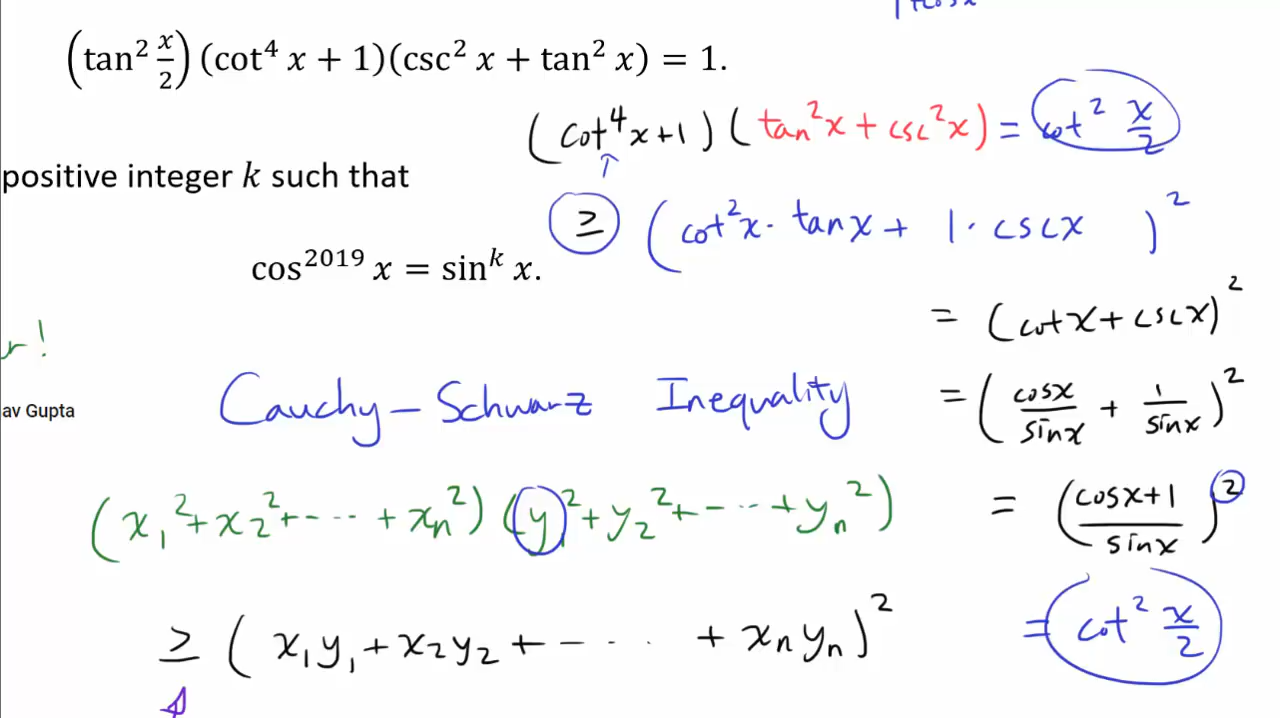 1+cosx
(tan² x/2) (cot⁴ x + 1)(csc² x + tan² x) = 1.
(cot⁴x+1) (tan²x + csc²x) = cot² x/2
↑
positive integer k such that
≥ (cot²x · tanx + 1 · cscx )²
cos²⁰¹⁹ x = sinᵏ x.
= (cotx + cscx)²
r!
av Gupta
Cauchy – Schwarz Inequality
= (cosx/sinx + 1/sinx)²
(x₁² + x₂² + - - ·· + xₙ²) (y₁² + y₂² + - - ·· + yₙ²)
= (cosx+1/sinx)²
≥ (x₁y₁ + x₂y₂ + - - · · · + xₙyₙ)²
= cot² x/2